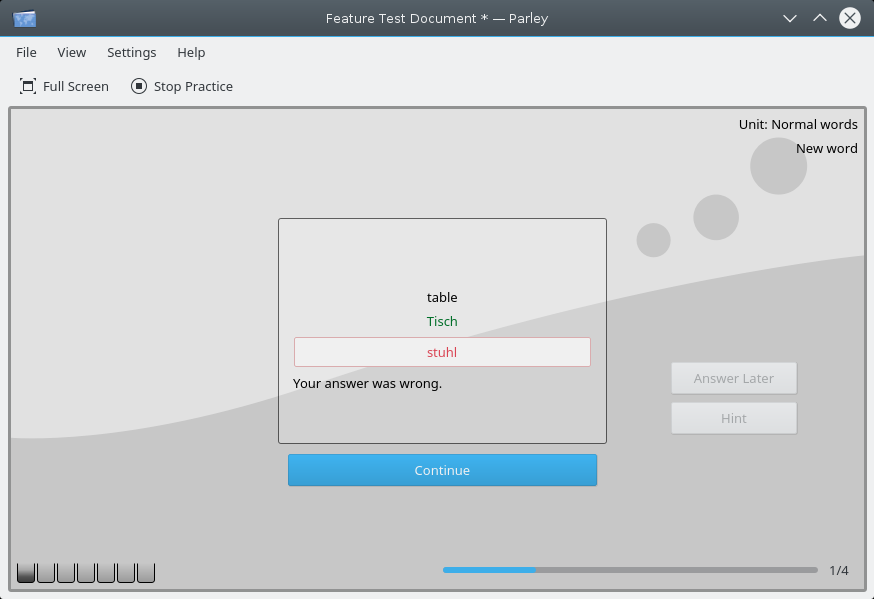 Feature Test Document * — Parley
File View Settings Help
Full Screen Stop Practice
Unit: Normal words
New word
table
Tisch
stuhl
Your answer was wrong.
Answer Later
Hint
Continue
1/4